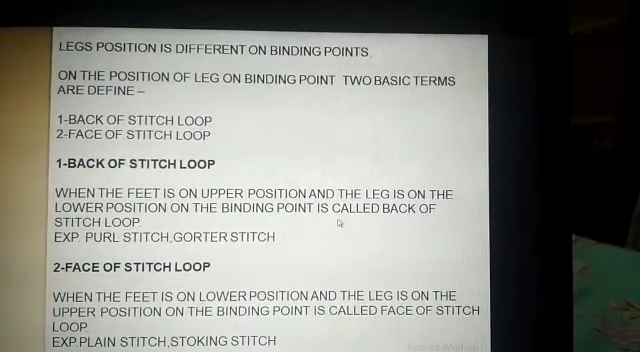 LEGS POSITION IS DIFFERENT ON BINDING POINTS.
ON THE POSITION OF LEG ON BINDING POINT TWO BASIC TERMS
ARE DEFINE –
1-BACK OF STITCH LOOP
2-FACE OF STITCH LOOP
1-BACK OF STITCH LOOP
WHEN THE FEET IS ON UPPER POSITION AND THE LEG IS ON THE
LOWER POSITION ON THE BINDING POINT IS CALLED BACK OF
STITCH LOOP.
EXP. PURL STITCH,GORTER STITCH
2-FACE OF STITCH LOOP
WHEN THE FEET IS ON LOWER POSITION AND THE LEG IS ON THE
UPPER POSITION ON THE BINDING POINT IS CALLED FACE OF STITCH
LOOP.
EXP.PLAIN STITCH,STOKING STITCH